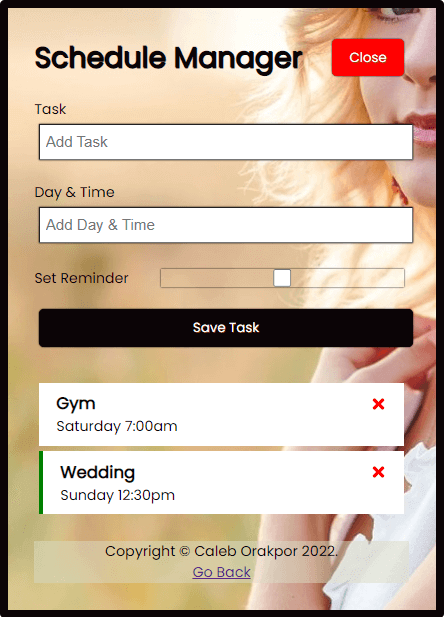 Schedule Manager
Close
Task
Add Task
Day & Time
Add Day & Time
Set Reminder
Save Task
Gym
Saturday 7:00am
Wedding
Sunday 12:30pm
Copyright © Caleb Orakpor 2022.
Go Back